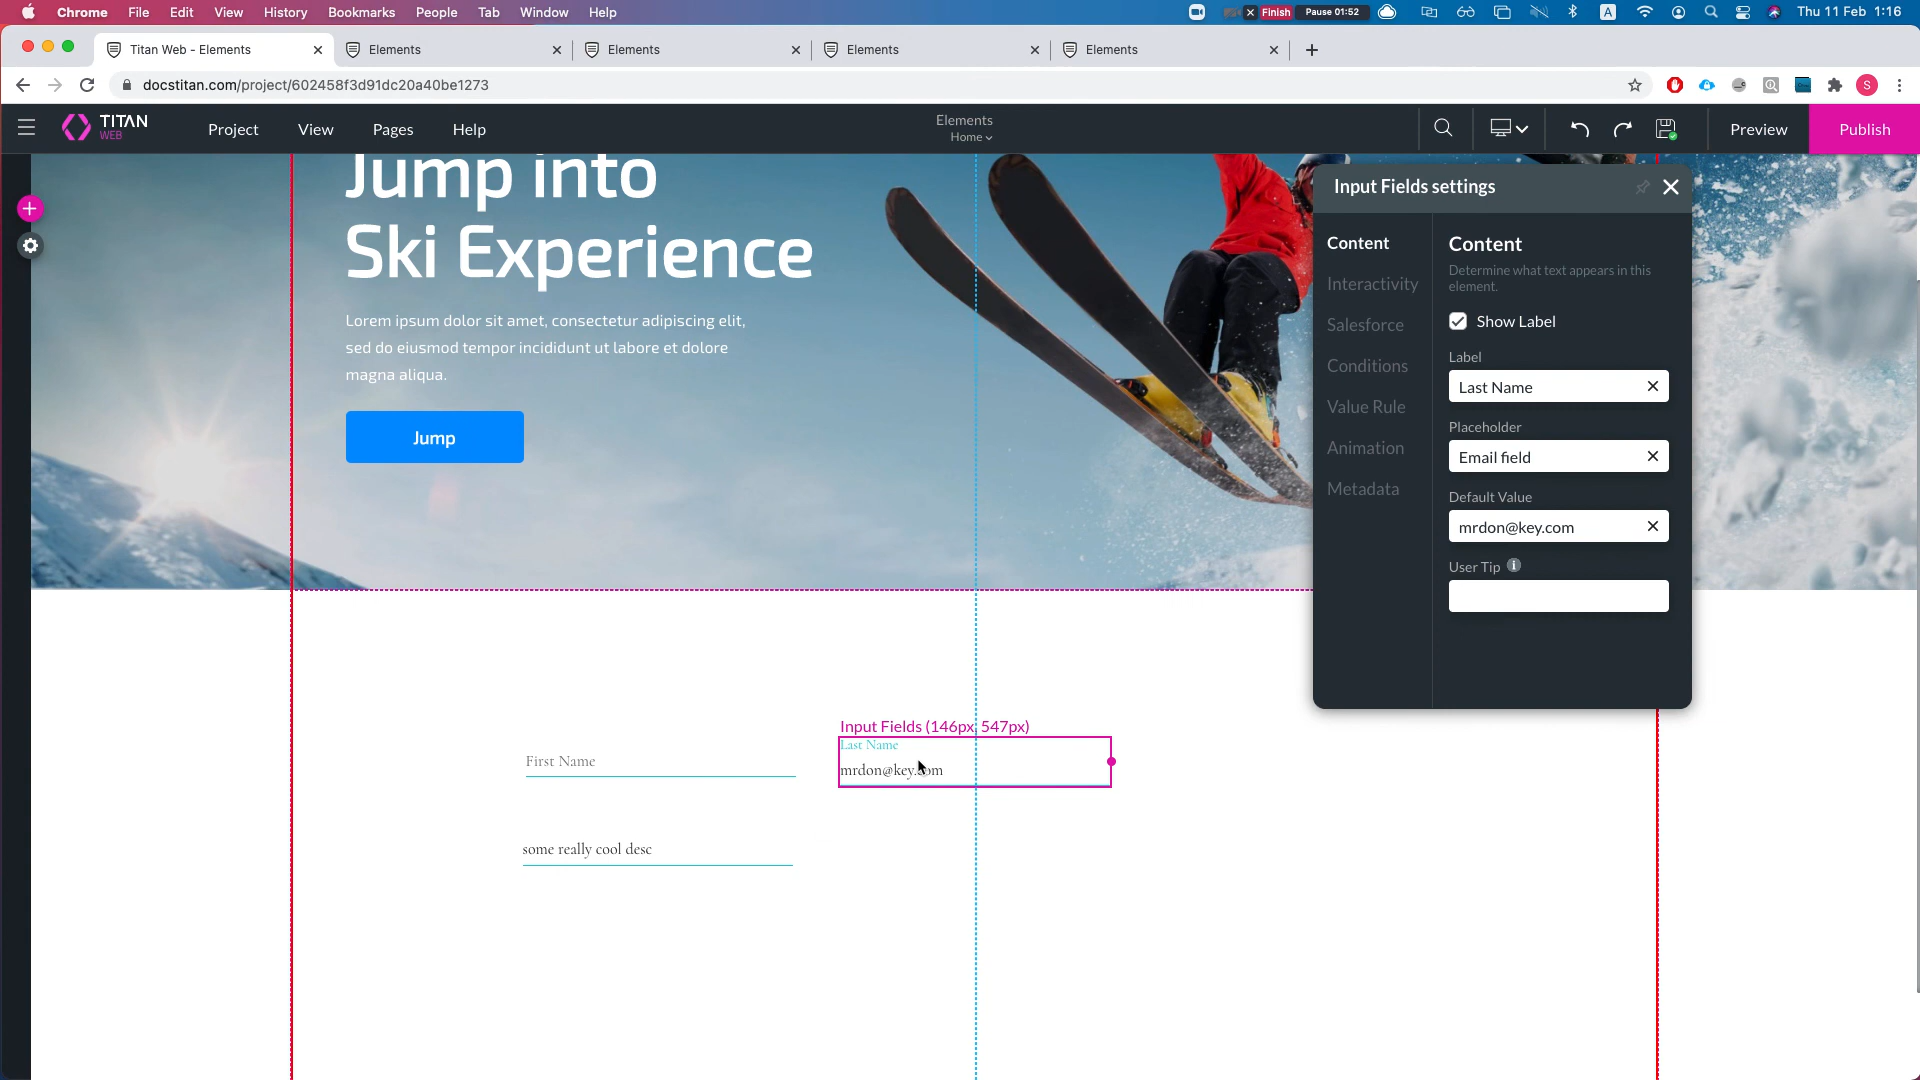 Chrome File Edit View History Bookmarks People Tab Window Help Finish Pause 01:52 A Thu 11 Feb 1:16
Titan Web - Elements Elements Elements Elements Elements
docstitan.com/project/602458f3d91dc20a40be1273 S
TITAN
WEB
Project View Pages Help
Elements
Home
Preview Publish
Jump into
Ski Experience
Lorem ipsum dolor sit amet, consectetur adipiscing elit,
sed do eiusmod tempor incididunt ut labore et dolore
magna aliqua.
Jump
Input Fields settings
Content
Interactivity
Salesforce
Conditions
Value Rule
Animation
Metadata
Content
Determine what text appears in this
element.
Show Label
Label
Last Name
Placeholder
Email field
Default Value
mrdon@key.com
User Tip
Input Fields (146px, 547px)
Last Name
First Name
mrdon@key.com
some really cool desc